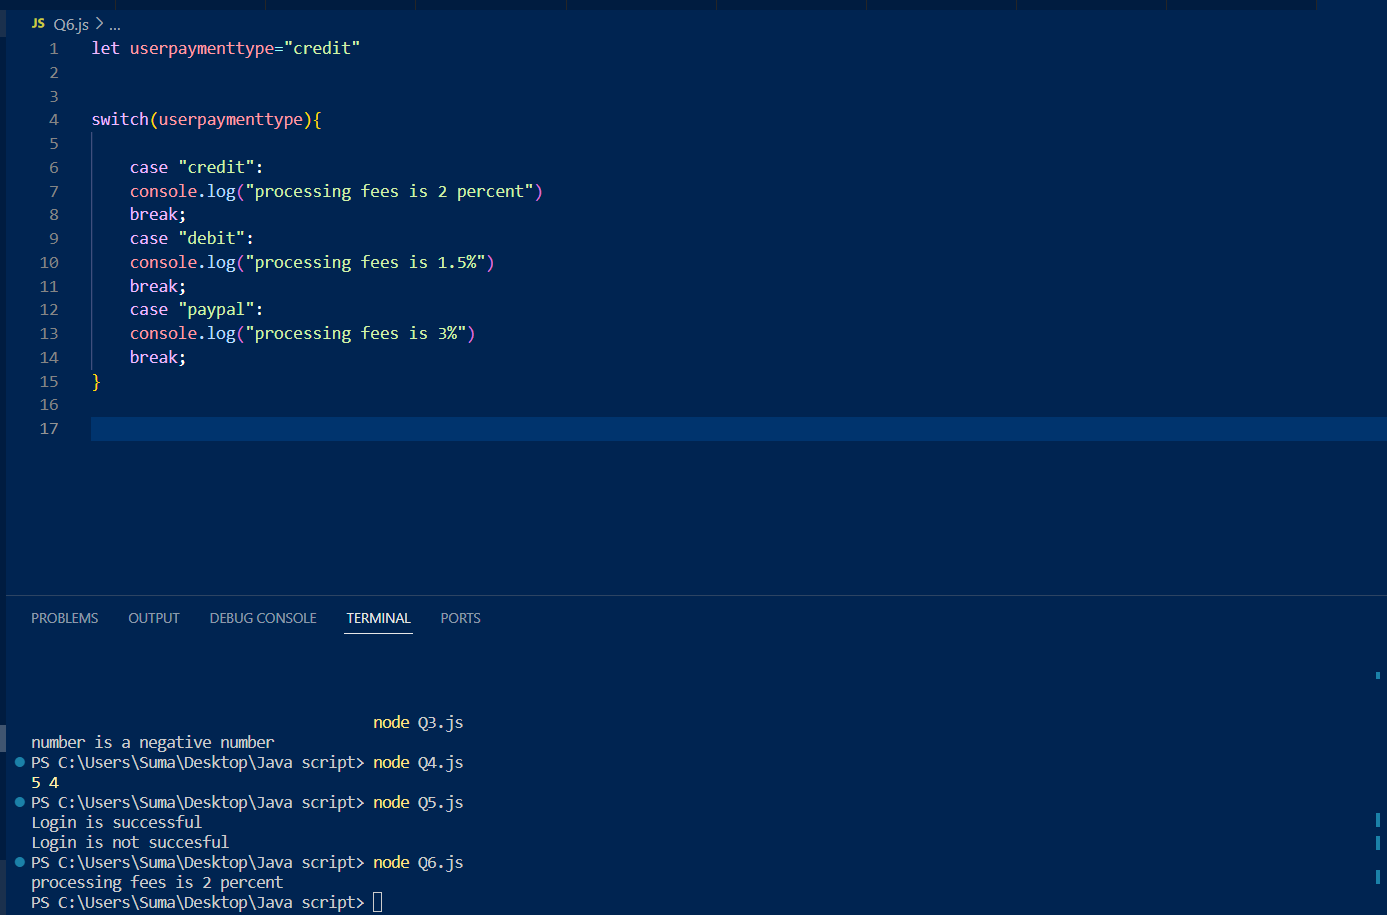 JS Q6.js > ...
1 let userpaymenttype="credit"
2
3
4 switch(userpaymenttype){
5
6 case "credit":
7 console.log("processing fees is 2 percent")
8 break;
9 case "debit":
10 console.log("processing fees is 1.5%")
11 break;
12 case "paypal":
13 console.log("processing fees is 3%")
14 break;
15 }
16
17
PROBLEMS OUTPUT DEBUG CONSOLE TERMINAL PORTS
node Q3.js
number is a negative number
PS C:\Users\Suma\Desktop\Java script> node Q4.js
5 4
PS C:\Users\Suma\Desktop\Java script> node Q5.js
Login is successful
Login is not succesful
PS C:\Users\Suma\Desktop\Java script> node Q6.js
processing fees is 2 percent
PS C:\Users\Suma\Desktop\Java script>